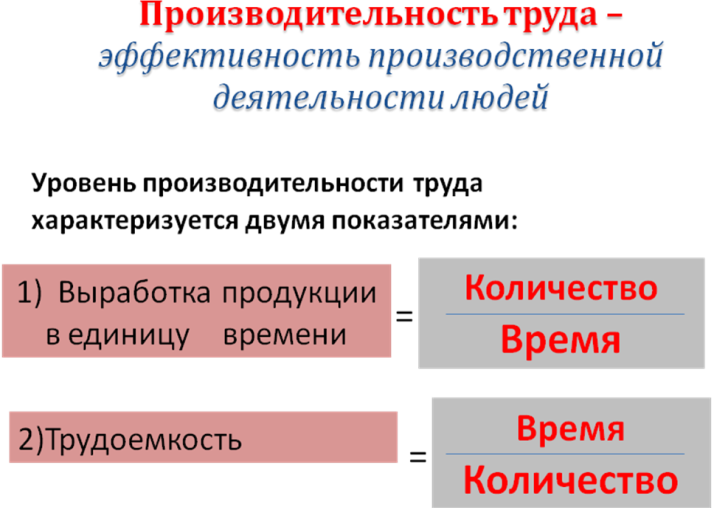 Производительность труда –
эффективность производственной
деятельности людей
Уровень производительности труда
характеризуется двумя показателями:
1) Выработка продукции
в единицу времени
=
Количество
Время
2)Трудоемкость
=
Время
Количество